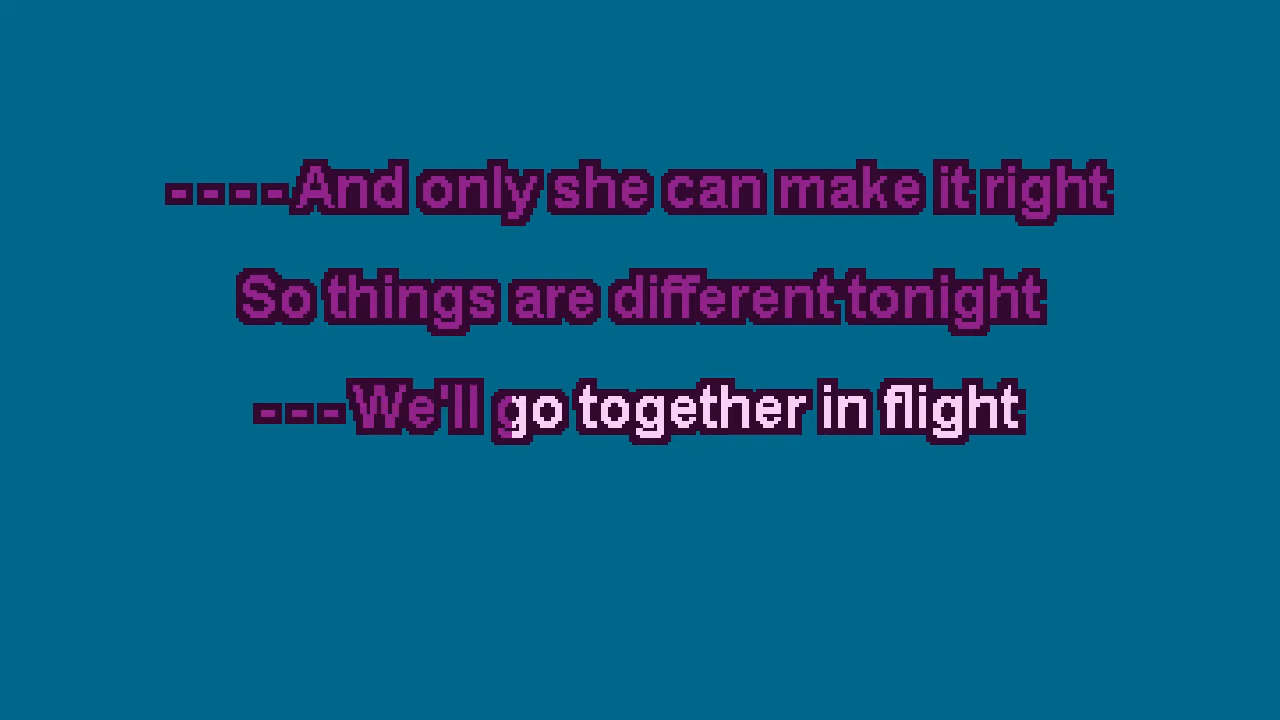 ----And only she can make it right
So things are different tonight
---We'll go together in flight